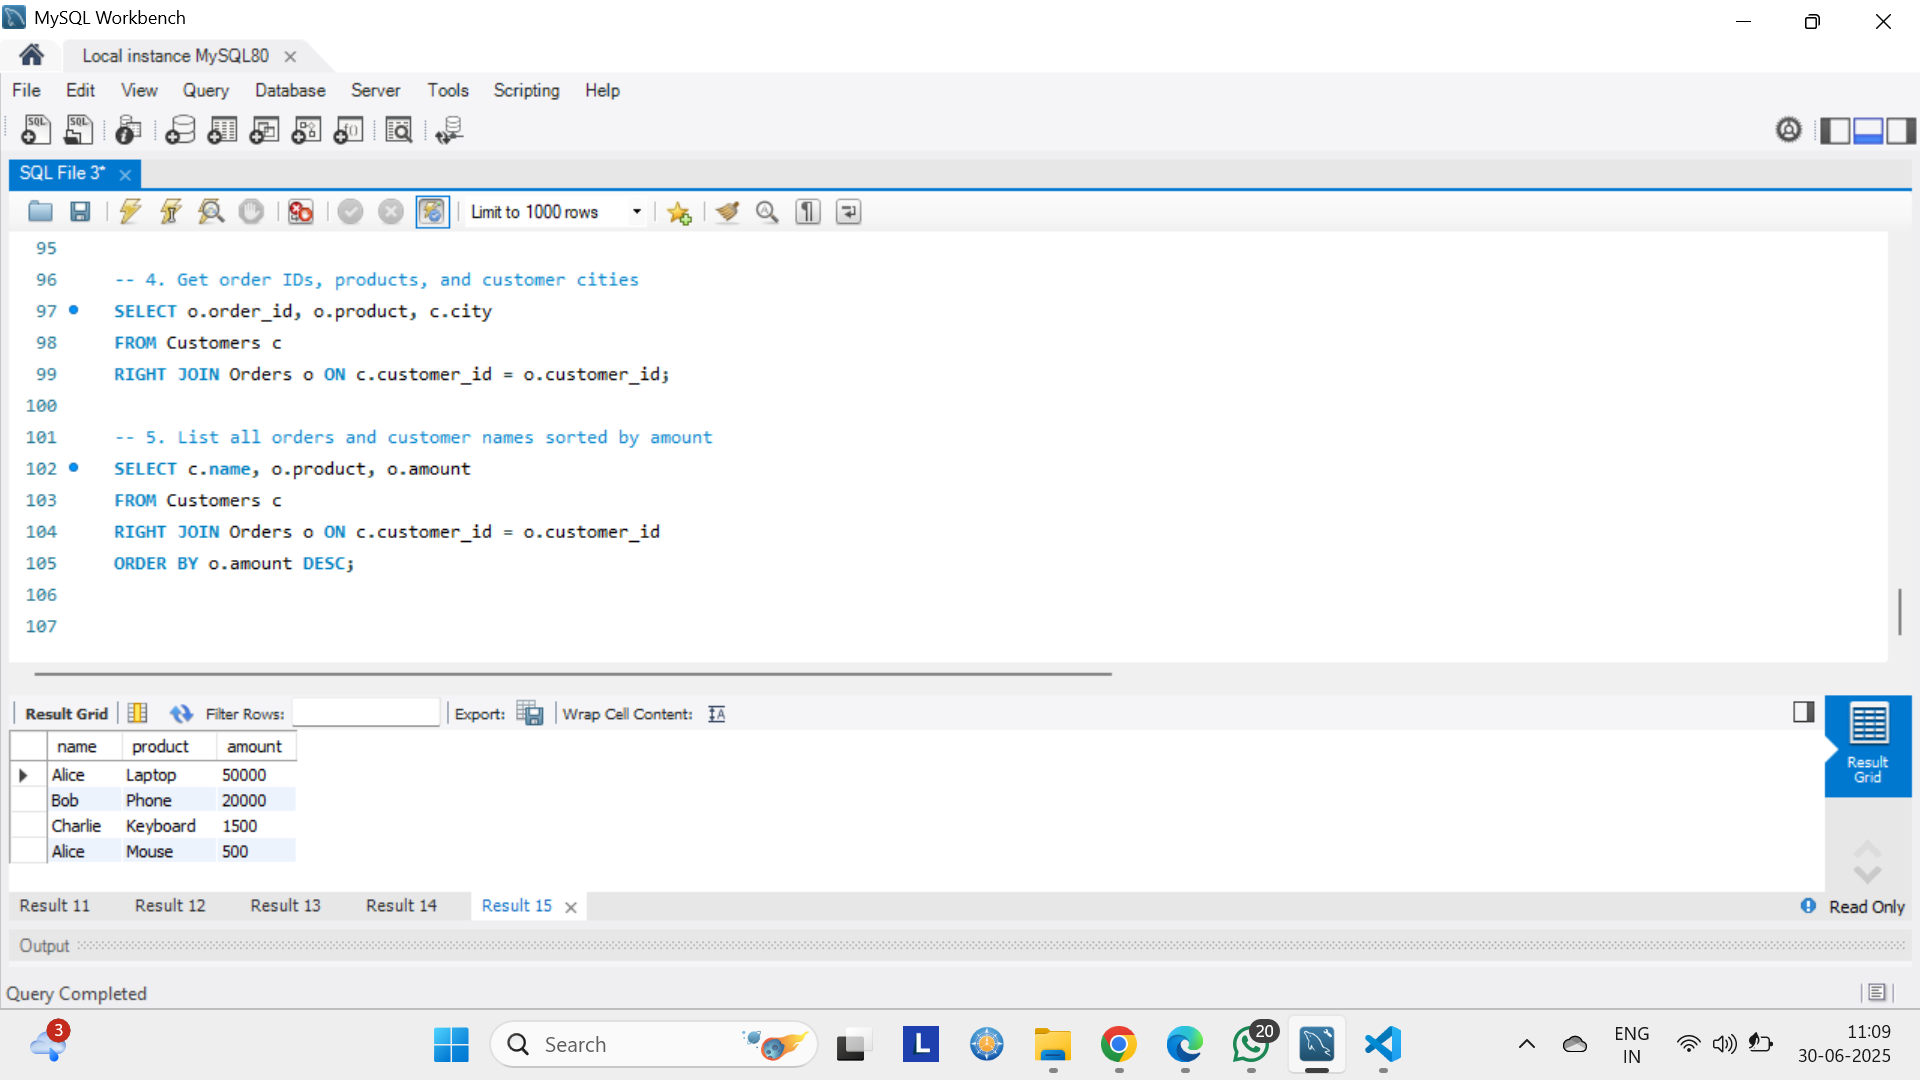 MySQL Workbench
Local instance MySQL80
File Edit View Query Database Server Tools Scripting Help
SQL File 3*
Limit to 1000 rows
95
96 -- 4. Get order IDs, products, and customer cities
97 SELECT o.order_id, o.product, c.city
98 FROM Customers c
99 RIGHT JOIN Orders o ON c.customer_id = o.customer_id;
100
101 -- 5. List all orders and customer names sorted by amount
102 SELECT c.name, o.product, o.amount
103 FROM Customers c
104 RIGHT JOIN Orders o ON c.customer_id = o.customer_id
105 ORDER BY o.amount DESC;
106
107
Result Grid Filter Rows: Export: Wrap Cell Content:
name product amount
Alice Laptop 50000
Bob Phone 20000
Charlie Keyboard 1500
Alice Mouse 500
Result
Grid
Result 11 Result 12 Result 13 Result 14 Result 15 Read Only
Output
Query Completed
3
Search
L
20
ENG
IN
11:09
30-06-2025